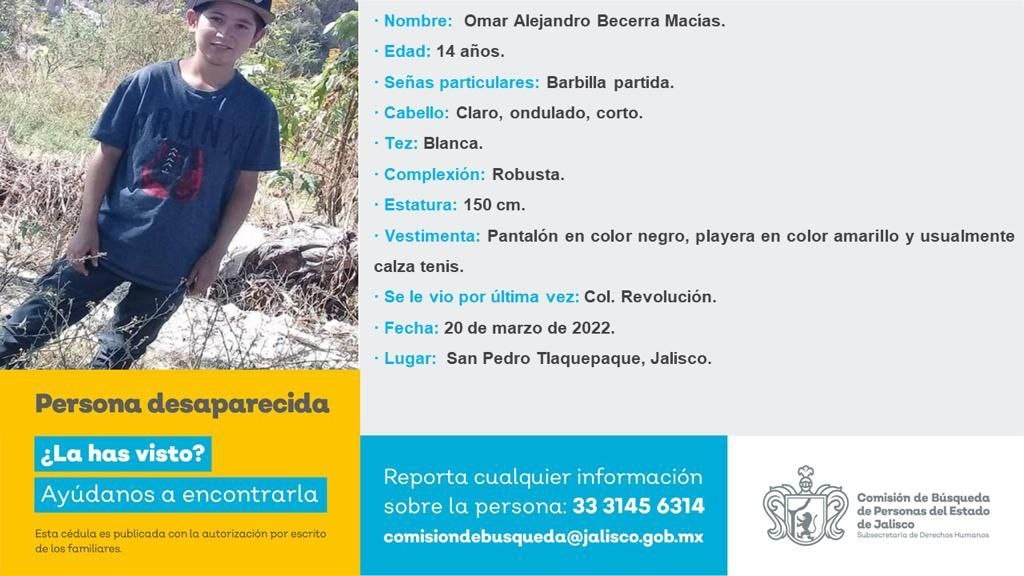 · Nombre: Omar Alejandro Becerra Macias.
· Edad: 14 años.
· Señas particulares: Barbilla partida.
· Cabello: Claro, ondulado, corto.
· Tez: Blanca.
· Complexión: Robusta.
· Estatura: 150 cm.
· Vestimenta: Pantalón en color negro, playera en color amarillo y usualmente
calza tenis.
· Se le vio por última vez: Col. Revolución.
· Fecha: 20 de marzo de 2022.
· Lugar: San Pedro Tlaquepaque, Jalisco.
Persona desaparecida
¿La has visto?
Ayúdanos a encontrarla
Esta cédula es publicada con la autorización por escrito
de los familiares.
Reporta cualquier información
sobre la persona: 33 3145 6314
comisiondebusqueda@jalisco.gob.mx
Comisión de Búsqueda
de Personas del Estado
de Jalisco
Subsecretaría de Derechos Humanos